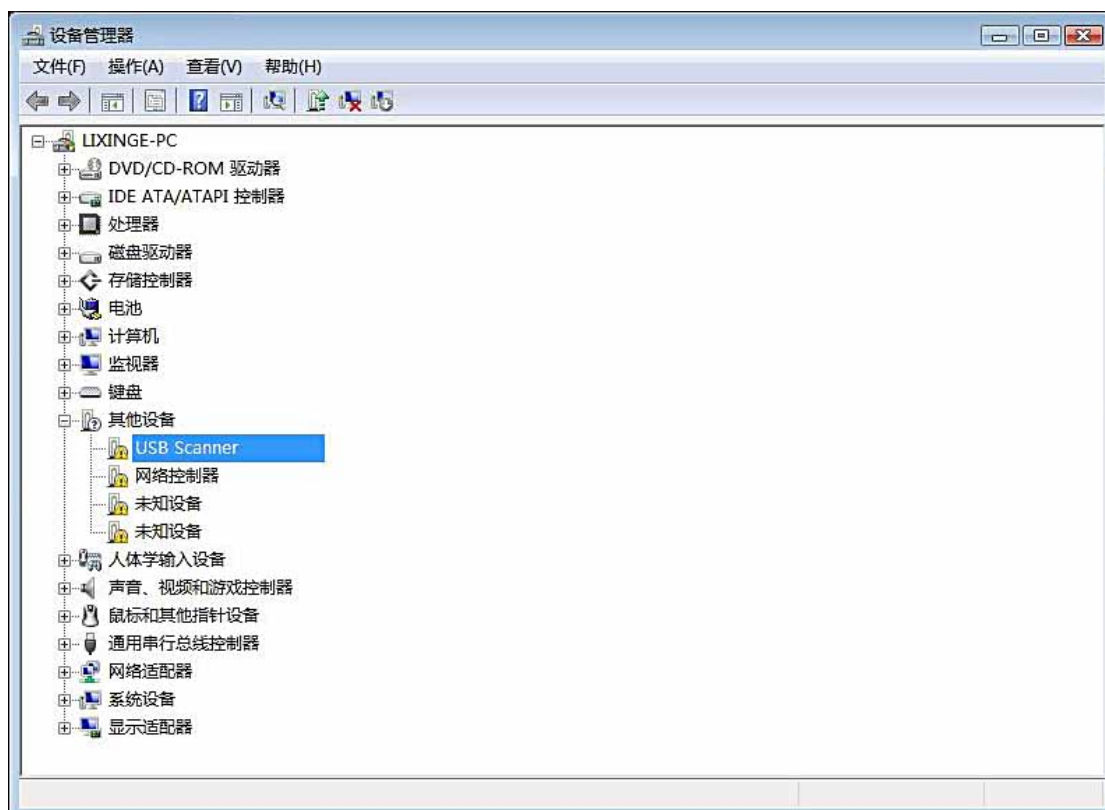 设备管理器
文件(F) 操作(A) 查看(V) 帮助(H)
LIXINGE-PC
DVD/CD-ROM 驱动器
IDE ATA/ATAPI 控制器
处理器
磁盘驱动器
存储控制器
电池
计算机
监视器
键盘
其他设备
USB Scanner
网络控制器
未知设备
未知设备
人体学输入设备
声音、视频和游戏控制器
鼠标和其他指针设备
通用串行总线控制器
网络适配器
系统设备
显示适配器